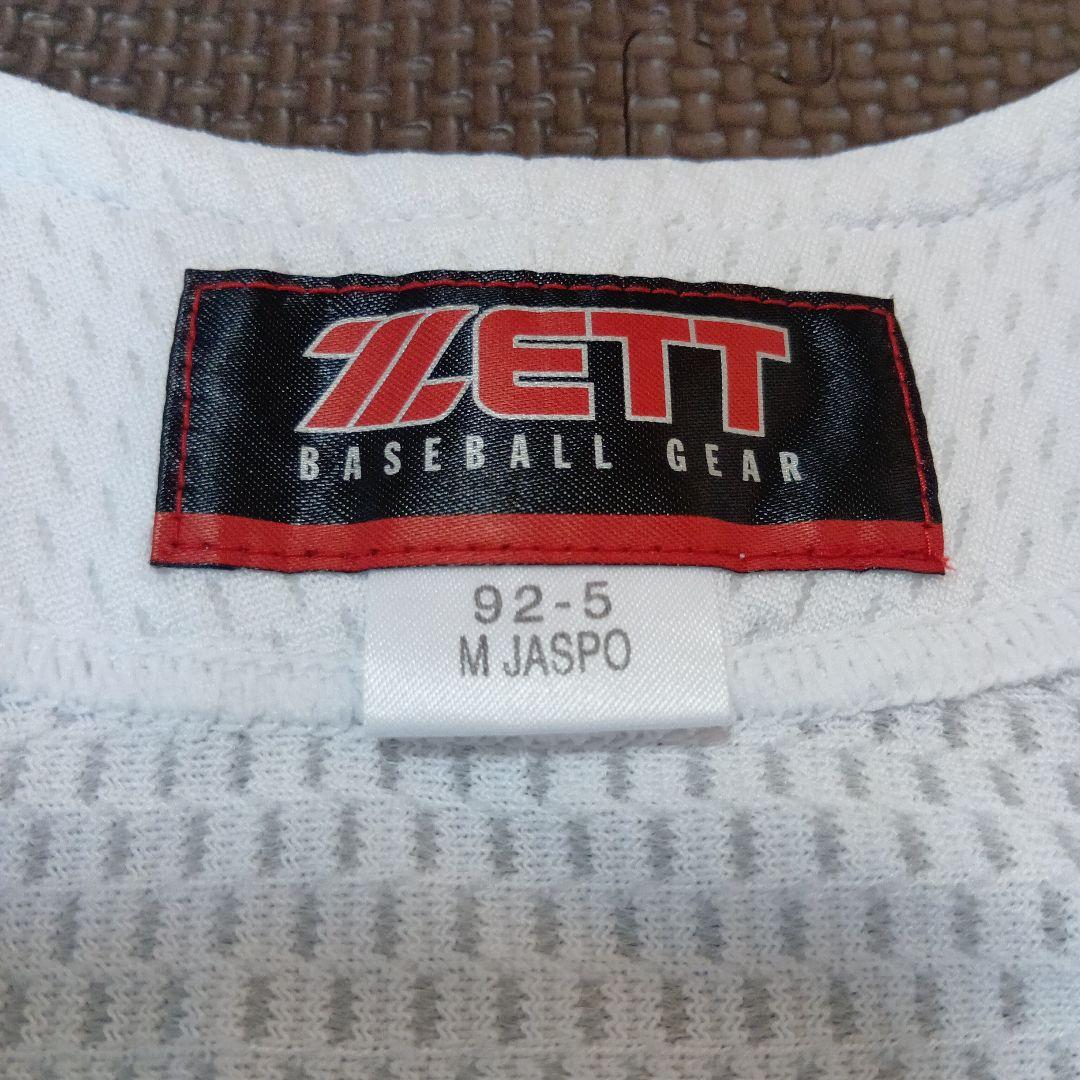 ZETT
BASEBALL GEAR
92-5
M JASPO